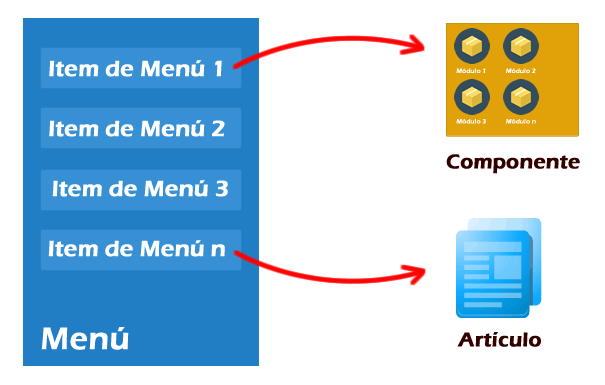 Item de Menú 1
Item de Menú 2
Item de Menú 3
Item de Menú n
Menú
Módulo 1
Módulo 2
Módulo 3
Módulo n
Componente
Artículo